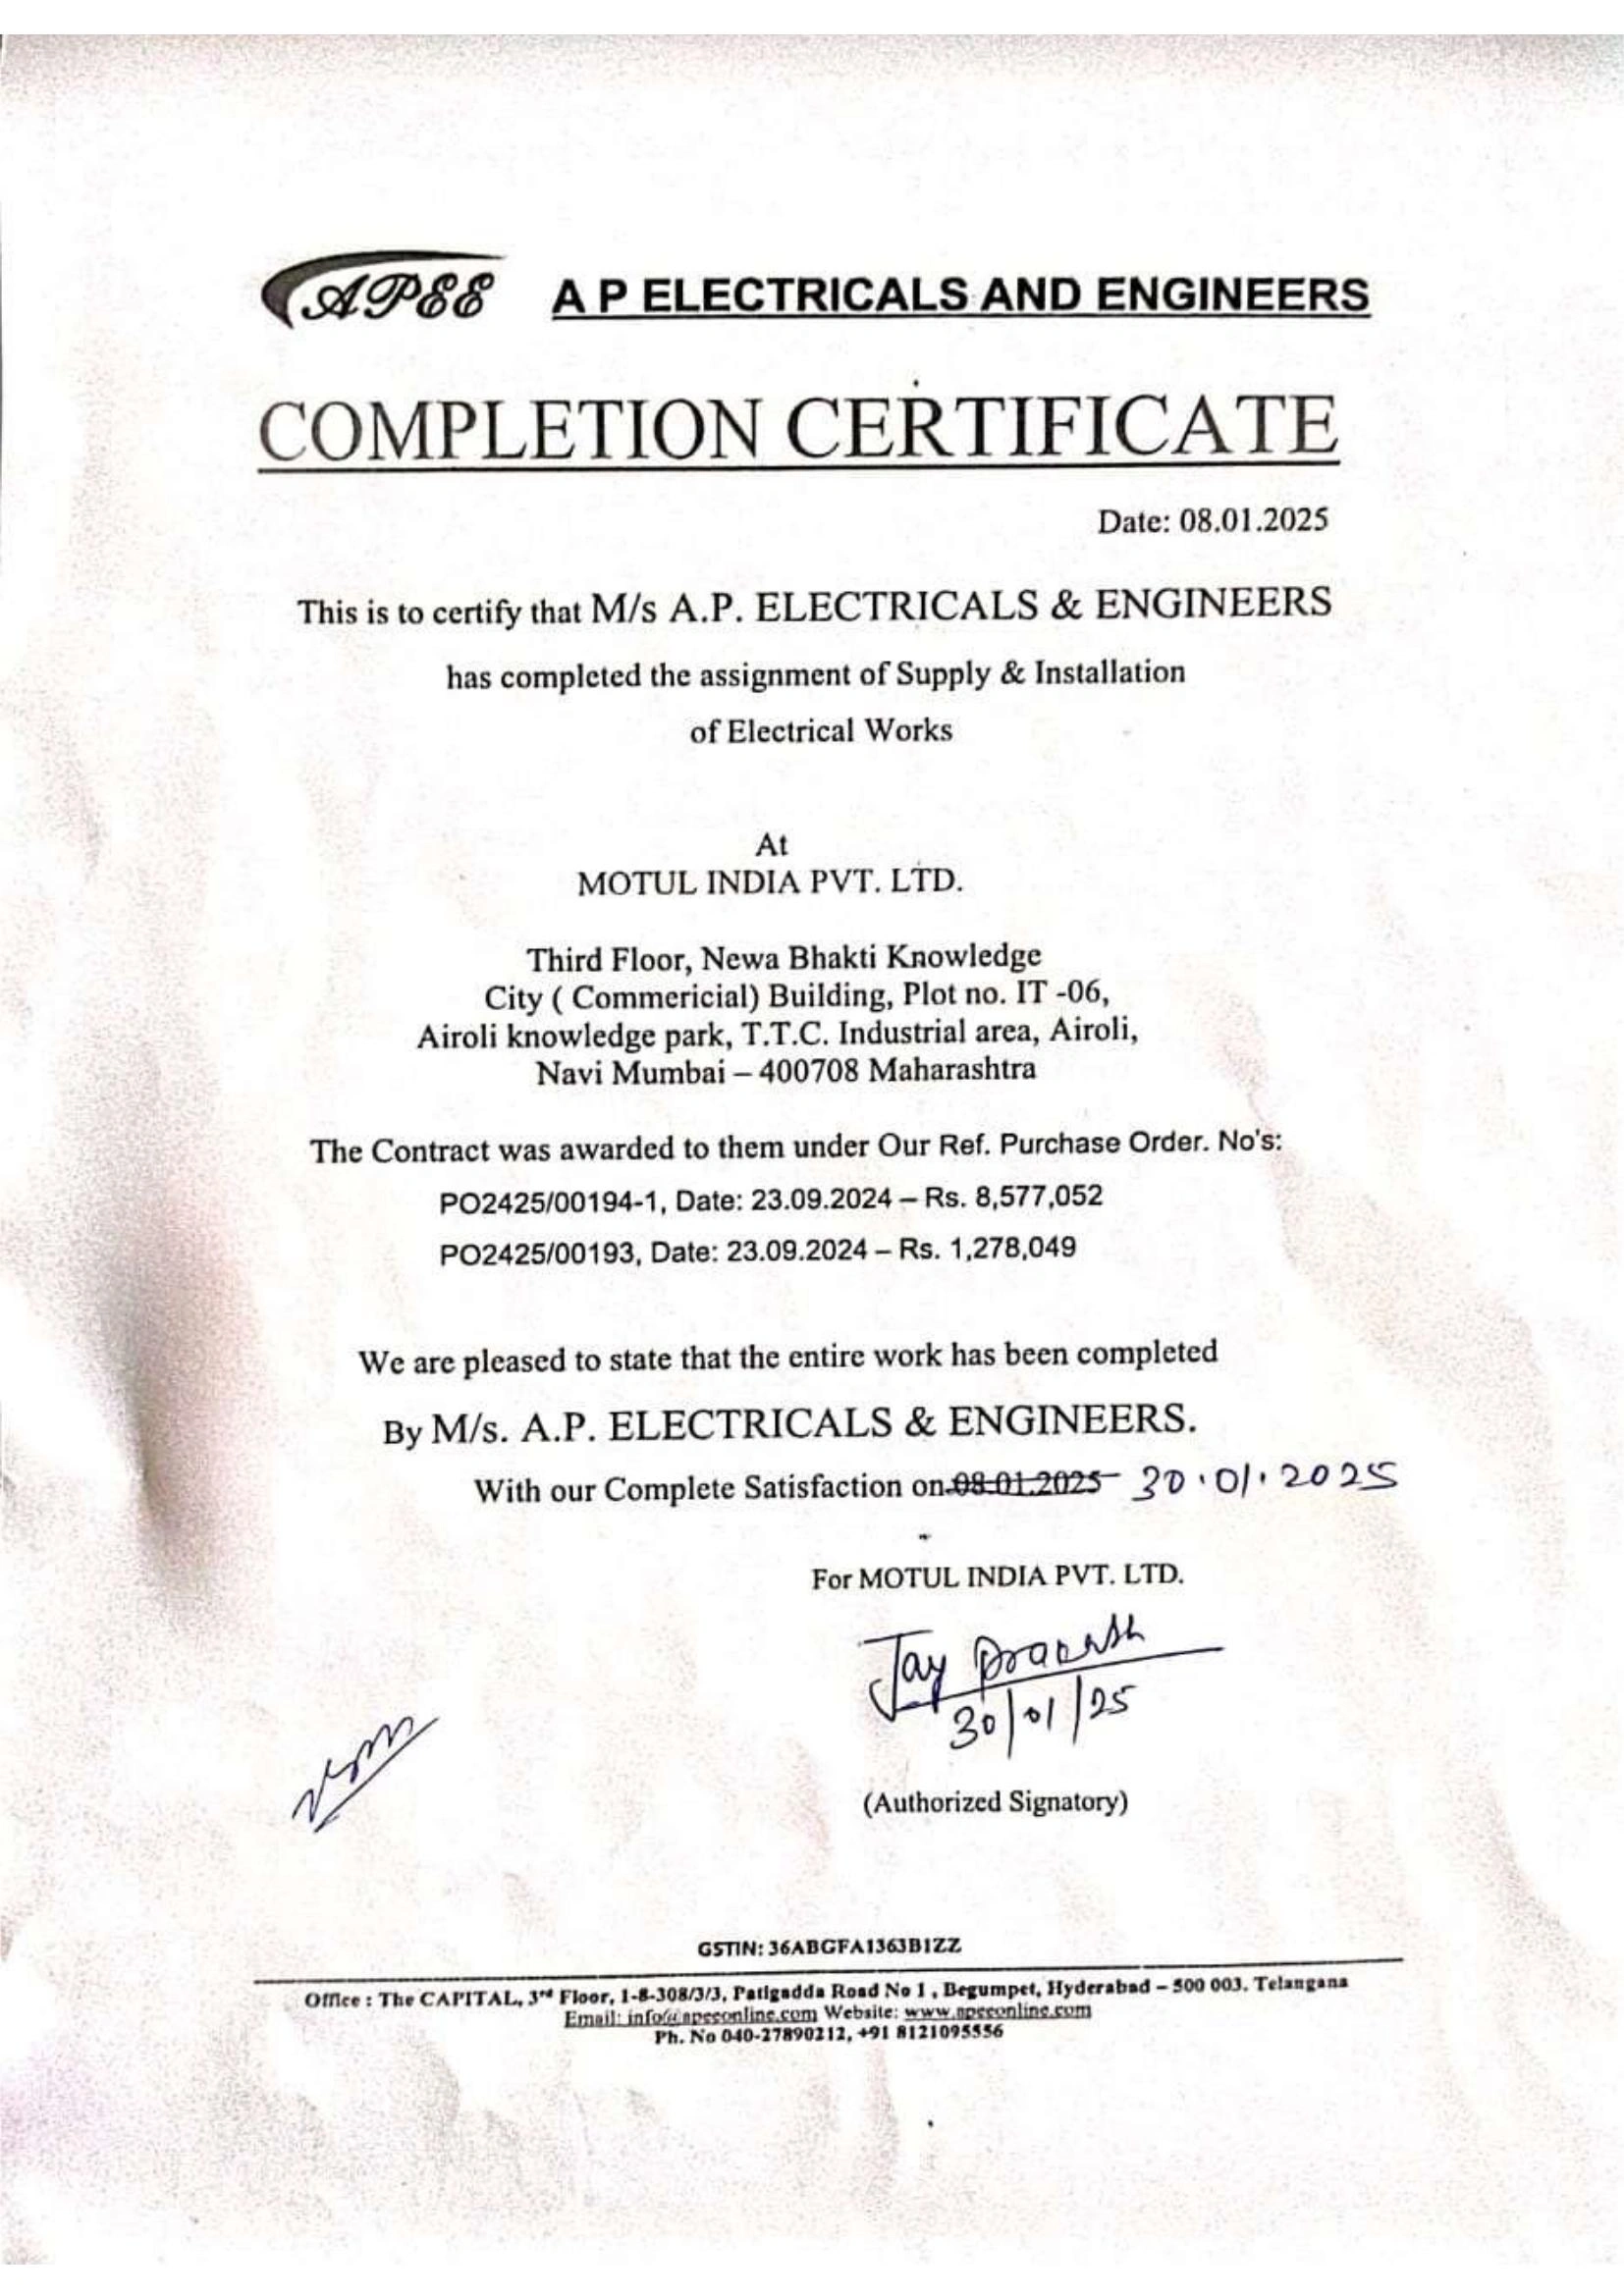 APEE A P ELECTRICALS AND ENGINEERS
COMPLETION CERTIFICATE
Date: 08.01.2025
This is to certify that M/s A.P. ELECTRICALS & ENGINEERS
has completed the assignment of Supply & Installation
of Electrical Works
At
MOTUL INDIA PVT. LTD.
Third Floor, Newa Bhakti Knowledge
City ( Commericial) Building, Plot no. IT -06,
Airoli knowledge park, T.T.C. Industrial area, Airoli,
Navi Mumbai – 400708 Maharashtra
The Contract was awarded to them under Our Ref. Purchase Order. No's:
PO2425/00194-1, Date: 23.09.2024 – Rs. 8,577,052
PO2425/00193, Date: 23.09.2024 – Rs. 1,278,049
We are pleased to state that the entire work has been completed
By M/s. A.P. ELECTRICALS & ENGINEERS.
With our Complete Satisfaction on 08.01.2025 30.01.2025
For MOTUL INDIA PVT. LTD.
Jay Prakash
30/01/25
(Authorized Signatory)
GSTIN: 36ABGFA1363B1ZZ
Office : The CAPITAL, 3rd Floor, 1-8-308/3/3, Patigadda Road No 1 , Begumpet, Hyderabad – 500 003. Telangana
Email: info@apeeonline.com Website: www.apeeonline.com
Ph. No 040-27890212, +91 8121095556